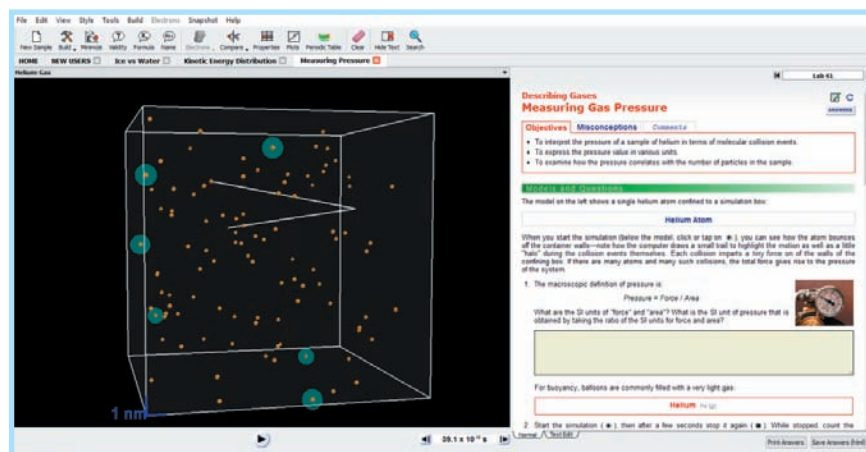 File Edit View Style Tools Build Electrons Snapshot Help
New Sample Build Minimize Validity Formula Name Electrons Compare Properties Plots Periodic Table Clear Hide Text Search
HOME NEW USERS Ice vs Water Kinetic Energy Distribution Measuring Pressure
Helium Gas
1 nm
Lab 41
Describing Gases
Measuring Gas Pressure
ANSWERS
Objectives Misconceptions Comments
• To interpret the pressure of a sample of helium in terms of molecular collision events.
• To express the pressure value in various units.
• To examine how the pressure correlates with the number of particles in the sample.
Models and Questions
The model on the left shows a single helium atom confined to a simulation box:
Helium Atom
When you start the simulation (below the model, click or tap on ), you can see how the atom bounces
off the container walls—note how the computer draws a small trail to highlight the motion as well as a little
"halo" during the collision events themselves. Each collision imparts a tiny force on of the walls of the
confining box. If there are many atoms and many such collisions, the total force gives rise to the pressure
of the system.
1. The macroscopic definition of pressure is:
Pressure = Force / Area
What are the SI units of "force" and "area"? What is the SI unit of pressure that is
obtained by taking the ratio of the SI units for force and area?
For buoyancy, balloons are commonly filled with a very light gas:
Helium
2. Start the simulation ( ), then after a few seconds stop it again ( ). While stopped, count the
Normal Text Edit
Print Answers Save Answers (html)